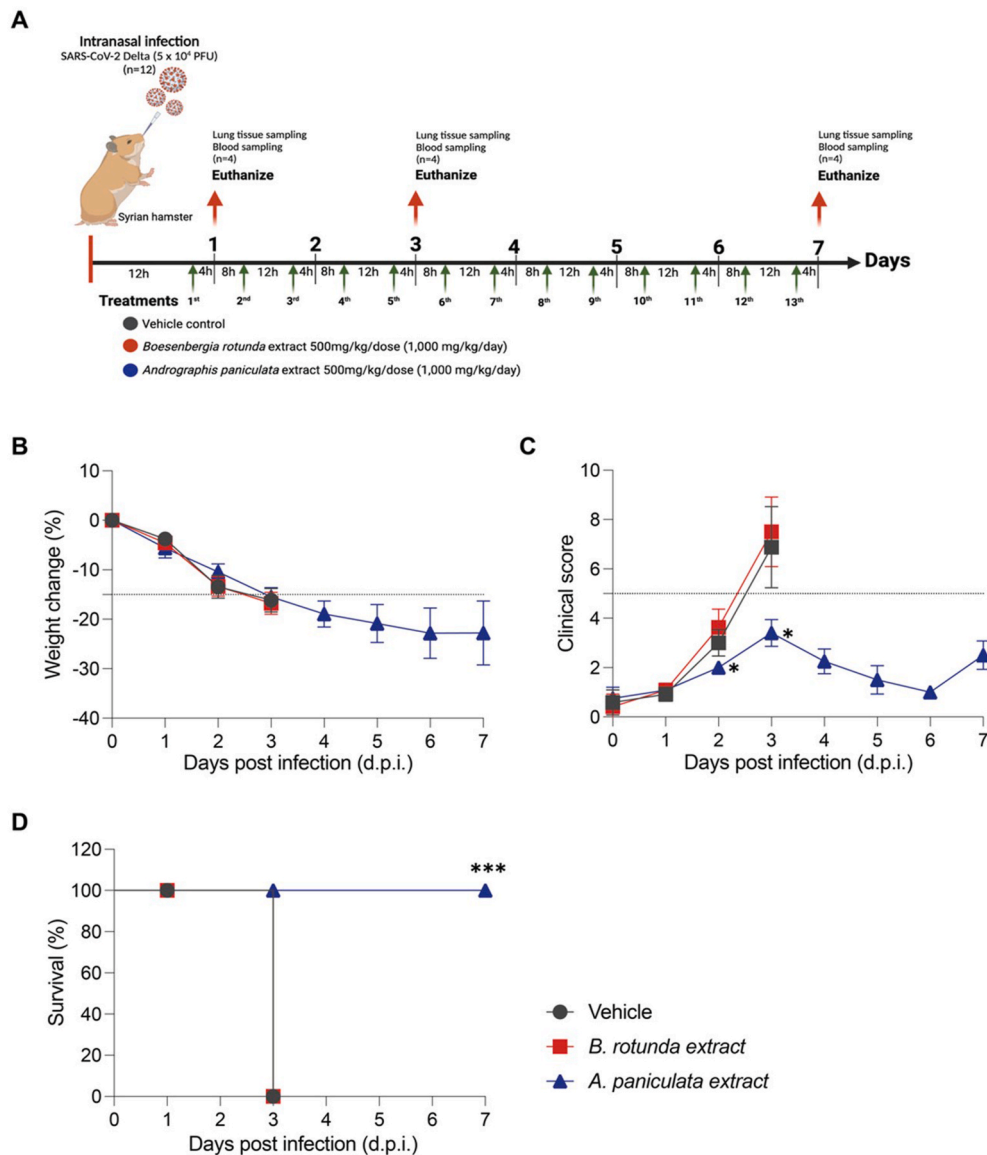 A
Intranasal infection
SARS-CoV-2 Delta (5 x 10⁴ PFU)
(n=12)
Syrian hamster
Lung tissue sampling
Blood sampling
(n=4)
Euthanize
Lung tissue sampling
Blood sampling
(n=4)
Euthanize
Lung tissue sampling
Blood sampling
(n=4)
Euthanize
1 2 3 4 5 6 7 Days
12h 4h 8h 12h 4h 8h 12h 4h 8h 12h 4h 8h 12h 4h 8h 12h 4h 8h 12h 4h
Treatments 1st 2nd 3rd 4th 5th 6th 7th 8th 9th 10th 11th 12th 13th
Vehicle control
Boesenbergia rotunda extract 500mg/kg/dose (1,000 mg/kg/day)
Andrographis paniculata extract 500mg/kg/dose (1,000 mg/kg/day)
B
Weight change (%)
10
0
-10
-20
-30
-40
0 1 2 3 4 5 6 7
Days post infection (d.p.i.)
C
Clinical score
10
8
6
4
2
0
* *
0 1 2 3 4 5 6 7
Days post infection (d.p.i.)
D
Survival (%)
120
100
80
60
40
20
0
***
0 1 2 3 4 5 6 7
Days post infection (d.p.i.)
Vehicle
B. rotunda extract
A. paniculata extract